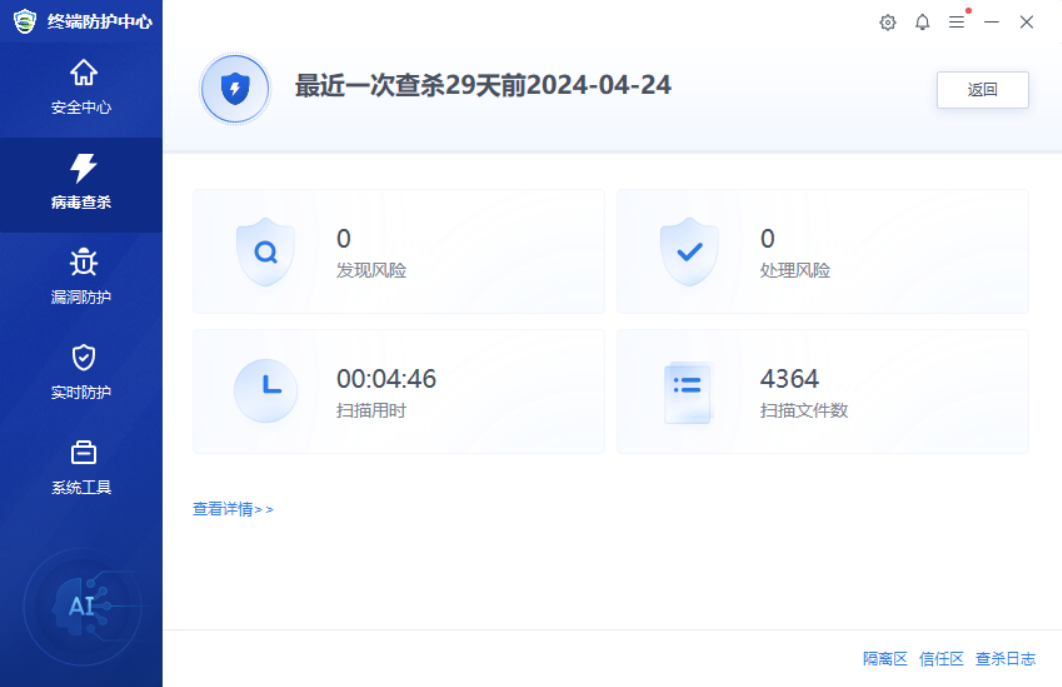 终端防护中心
安全中心
病毒查杀
漏洞防护
实时防护
系统工具
AI
最近一次查杀29天前2024-04-24
返回
0
发现风险
0
处理风险
00:04:46
扫描用时
4364
扫描文件数
查看详情>>
隔离区 信任区 查杀日志